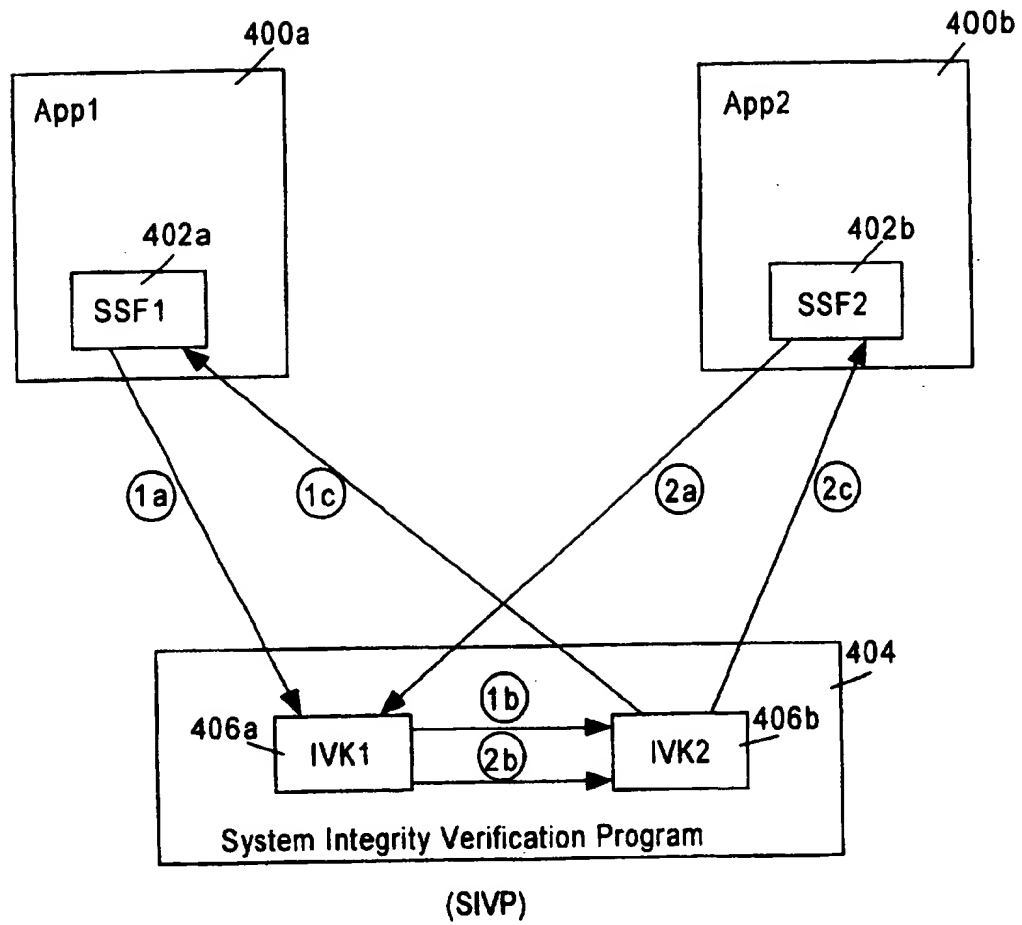 400a
400b
App1
App2
402a
402b
SSF1
SSF2
1a
1c
2a
2c
404
1b
406a
406b
IVK1
IVK2
2b
System Integrity Verification Program
(SIVP)